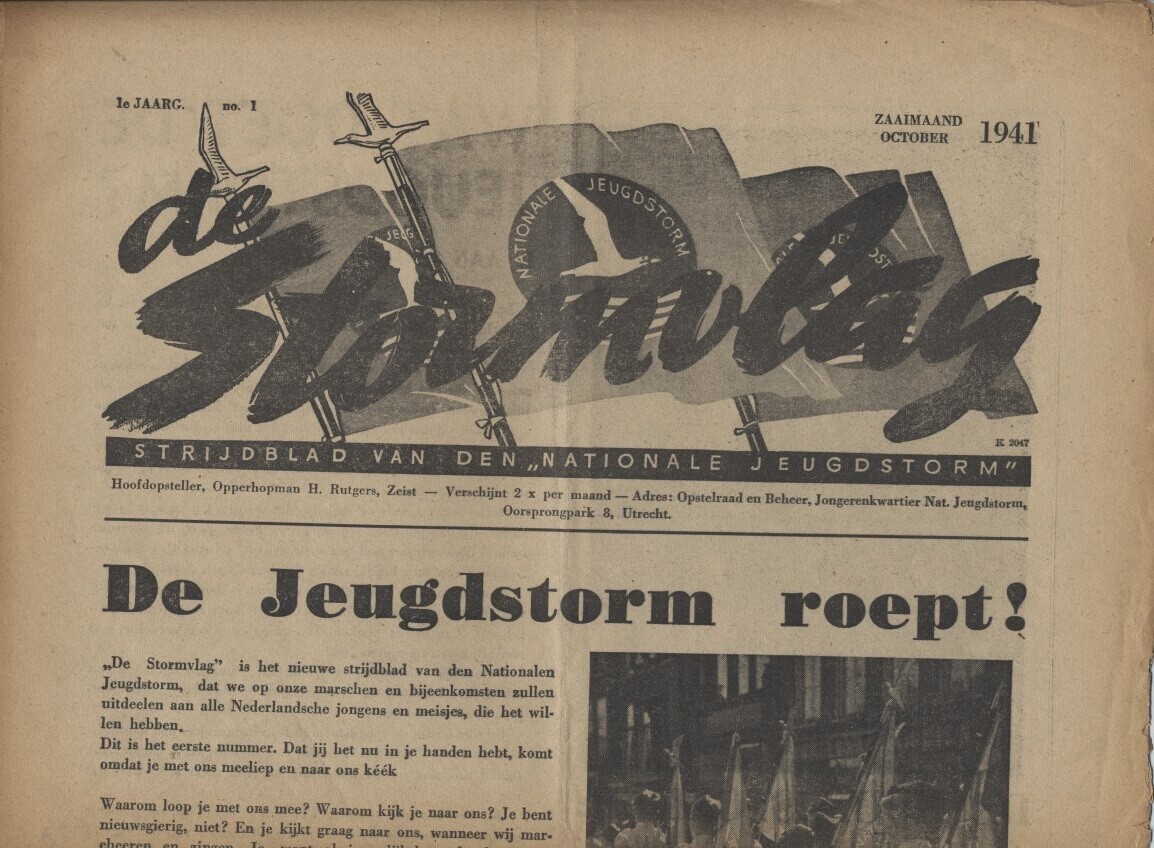 1e JAARG. no. 1
ZAAIMAAND
OCTOBER 1941
de
Stormvlag
JEUG
NATIONALE JEUGDSTORM
K 2047
STRIJDBLAD VAN DEN „NATIONALE JEUGDSTORM”
Hoofdopsteller, Opperhopman H. Rutgers, Zeist — Verschijnt 2 x per maand — Adres: Opstelraad en Beheer, Jongerenkwartier Nat. Jeugdstorm,
Oorsprongpark 8, Utrecht.
De Jeugdstorm roept!
„De Stormvlag” is het nieuwe strijdblad van den Nationalen
Jeugdstorm, dat we op onze marschen en bijeenkomsten zullen
uitdeelen aan alle Nederlandsche jongens en meisjes, die het wil-
len hebben.
Dit is het eerste nummer. Dat jij het nu in je handen hebt, komt
omdat je met ons meeliep en naar ons kéék
Waarom loop je met ons mee? Waarom kijk je naar ons? Je bent
nieuwsgierig, niet? En je kijkt graag naar ons, wanneer wij mar-
cheeren en zingen.